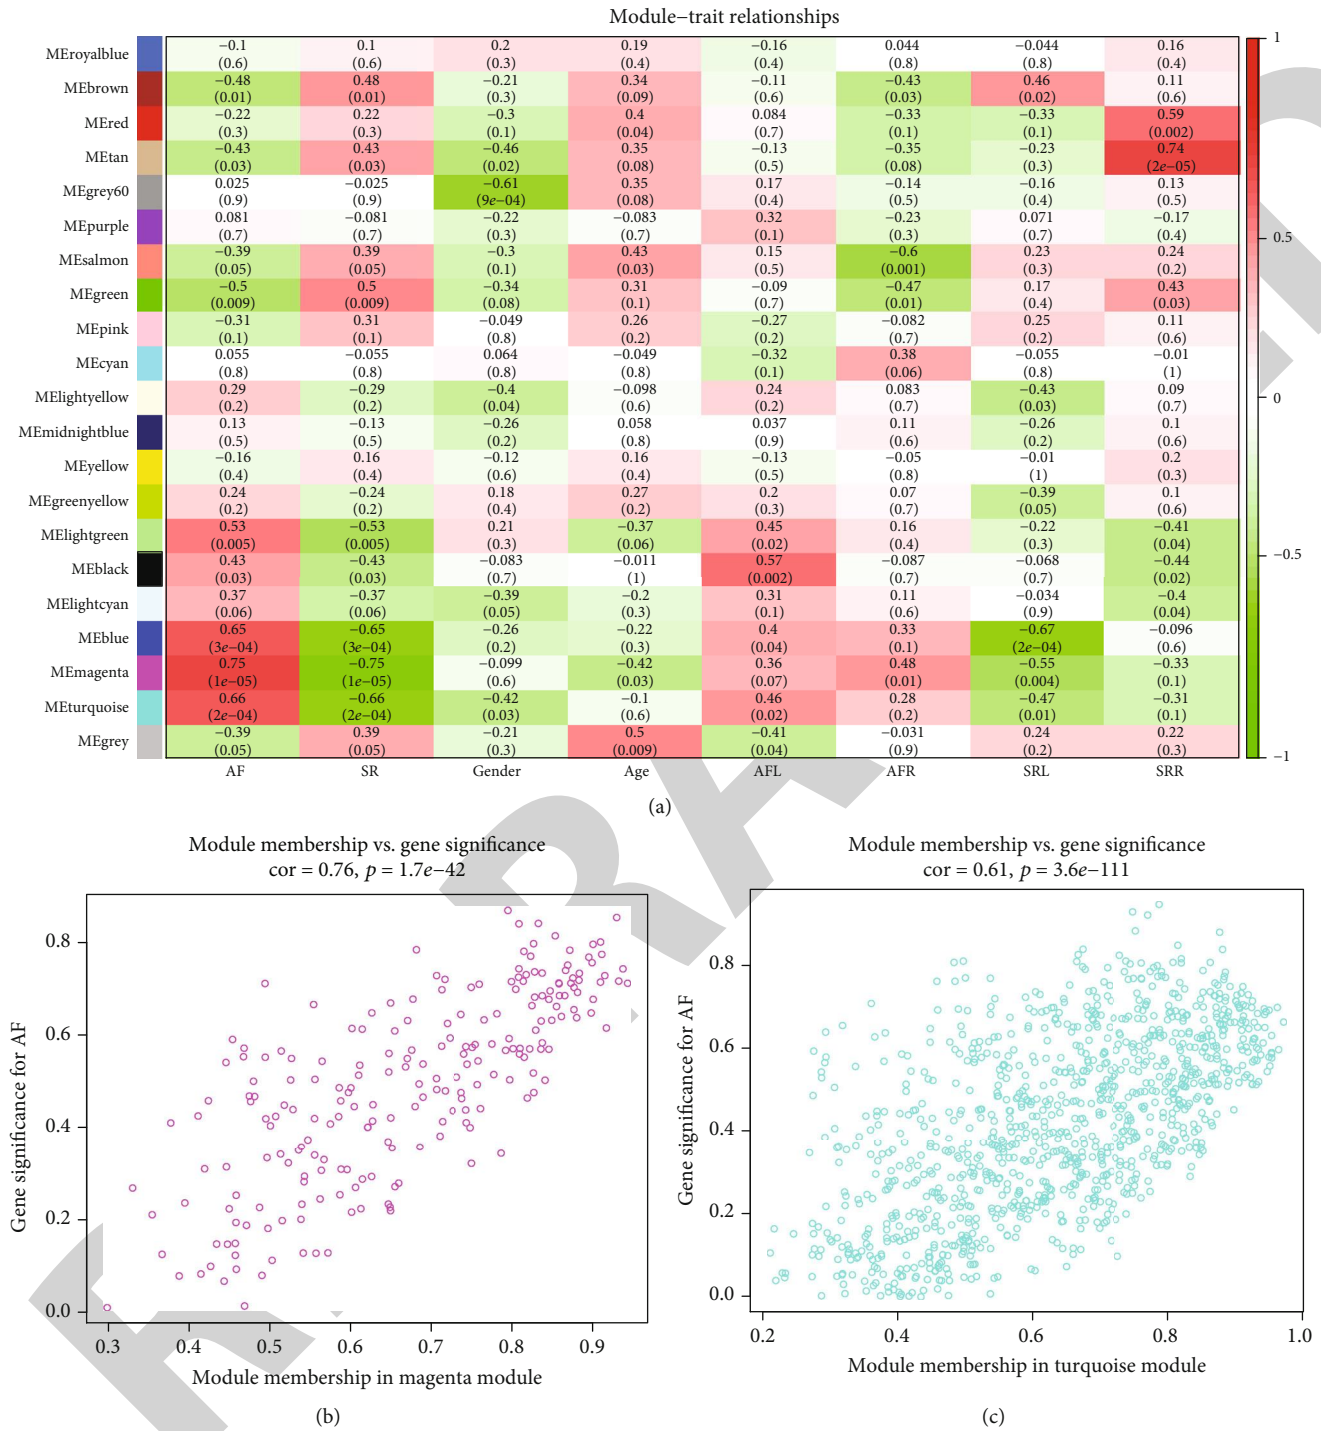 Module−trait relationships
MEroyalblue −0.1 0.1 0.2 0.19 −0.16 0.044 −0.044 0.16
(0.6) (0.6) (0.3) (0.4) (0.4) (0.8) (0.8) (0.4)
MEbrown −0.48 0.48 −0.21 0.34 −0.11 −0.43 0.46 0.11
(0.01) (0.01) (0.3) (0.09) (0.6) (0.03) (0.02) (0.6)
MEred −0.22 0.22 −0.3 0.4 0.084 −0.33 −0.33 0.59
(0.3) (0.3) (0.1) (0.04) (0.7) (0.1) (0.1) (0.002)
MEtan −0.43 0.43 −0.46 0.35 −0.13 −0.35 −0.23 0.74
(0.03) (0.03) (0.02) (0.08) (0.5) (0.08) (0.3) (2e−05)
MEgrey60 0.025 −0.025 −0.61 0.35 0.17 −0.14 −0.16 0.13
(0.9) (0.9) (9e−04) (0.08) (0.4) (0.5) (0.4) (0.5)
MEpurple 0.081 −0.081 −0.22 −0.083 0.32 −0.23 0.071 −0.17
(0.7) (0.7) (0.3) (0.7) (0.1) (0.3) (0.7) (0.4)
MEsalmon −0.39 0.39 −0.3 0.43 0.15 −0.6 0.23 0.24
(0.05) (0.05) (0.1) (0.03) (0.5) (0.001) (0.3) (0.2)
MEgreen −0.5 0.5 −0.34 0.31 −0.09 −0.47 0.17 0.43
(0.009) (0.009) (0.08) (0.1) (0.7) (0.01) (0.4) (0.03)
MEpink −0.31 0.31 −0.049 0.26 −0.27 −0.082 0.25 0.11
(0.1) (0.1) (0.8) (0.2) (0.2) (0.7) (0.2) (0.6)
MEcyan 0.055 −0.055 0.064 −0.049 −0.32 0.38 −0.055 −0.01
(0.8) (0.8) (0.8) (0.8) (0.1) (0.06) (0.8) (1)
MElightyellow 0.29 −0.29 −0.4 −0.098 0.24 0.083 −0.43 0.09
(0.2) (0.2) (0.04) (0.6) (0.2) (0.7) (0.03) (0.7)
MEmidnightblue 0.13 −0.13 −0.26 0.058 0.037 0.11 −0.26 0.1
(0.5) (0.5) (0.2) (0.8) (0.9) (0.6) (0.2) (0.6)
MEyellow −0.16 0.16 −0.12 0.16 −0.13 −0.05 −0.01 0.2
(0.4) (0.4) (0.6) (0.4) (0.5) (0.8) (1) (0.3)
MEgreenyellow 0.24 −0.24 0.18 0.27 0.2 0.07 −0.39 0.1
(0.2) (0.2) (0.4) (0.2) (0.3) (0.7) (0.05) (0.6)
MElightgreen 0.53 −0.53 0.21 −0.37 0.45 0.16 −0.22 −0.41
(0.005) (0.005) (0.3) (0.06) (0.02) (0.4) (0.3) (0.04)
MEblack 0.43 −0.43 −0.083 −0.011 0.57 −0.087 −0.068 −0.44
(0.03) (0.03) (0.7) (1) (0.002) (0.7) (0.7) (0.02)
MElightcyan 0.37 −0.37 −0.39 −0.2 0.31 0.11 −0.034 −0.4
(0.06) (0.06) (0.05) (0.3) (0.1) (0.6) (0.9) (0.04)
MEblue 0.65 −0.65 −0.26 −0.22 0.4 0.33 −0.67 −0.096
(3e−04) (3e−04) (0.2) (0.3) (0.04) (0.1) (2e−04) (0.6)
MEmagenta 0.75 −0.75 −0.099 −0.42 0.36 0.48 −0.55 −0.33
(1e−05) (1e−05) (0.6) (0.03) (0.07) (0.01) (0.004) (0.1)
MEturquoise 0.66 −0.66 −0.42 −0.1 0.46 0.28 −0.47 −0.31
(2e−04) (2e−04) (0.03) (0.6) (0.02) (0.2) (0.01) (0.1)
MEgrey −0.39 0.39 −0.21 0.5 −0.41 −0.031 0.24 0.22
(0.05) (0.05) (0.3) (0.009) (0.04) (0.9) (0.2) (0.3)
AF SR Gender Age AFL AFR SRL SRR
1
0.5
0
−0.5
−1
(a)
Module membership vs. gene significance
cor = 0.76, p = 1.7e−42
Gene significance for AF
0.8
0.6
0.4
0.2
0.0
0.3 0.4 0.5 0.6 0.7 0.8 0.9
Module membership in magenta module
(b)
Module membership vs. gene significance
cor = 0.61, p = 3.6e−111
Gene significance for AF
0.8
0.6
0.4
0.2
0.0
0.2 0.4 0.6 0.8 1.0
Module membership in turquoise module
(c)